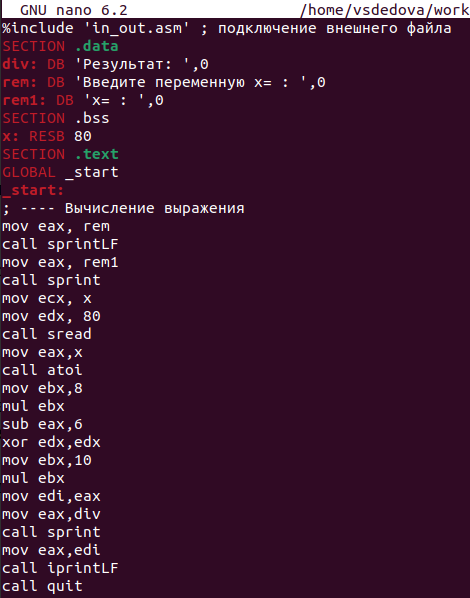 GNU nano 6.2 /home/vsdedova/work
%include 'in_out.asm' ; подключение внешнего файла
SECTION .data
div: DB 'Результат: ',0
rem: DB 'Введите переменную x= : ',0
rem1: DB 'x= : ',0
SECTION .bss
x: RESB 80
SECTION .text
GLOBAL _start
_start:
; ---- Вычисление выражения
mov eax, rem
call sprintLF
mov eax, rem1
call sprint
mov ecx, x
mov edx, 80
call sread
mov eax,x
call atoi
mov ebx,8
mul ebx
sub eax,6
xor edx,edx
mov ebx,10
mul ebx
mov edi,eax
mov eax,div
call sprint
mov eax,edi
call iprintLF
call quit